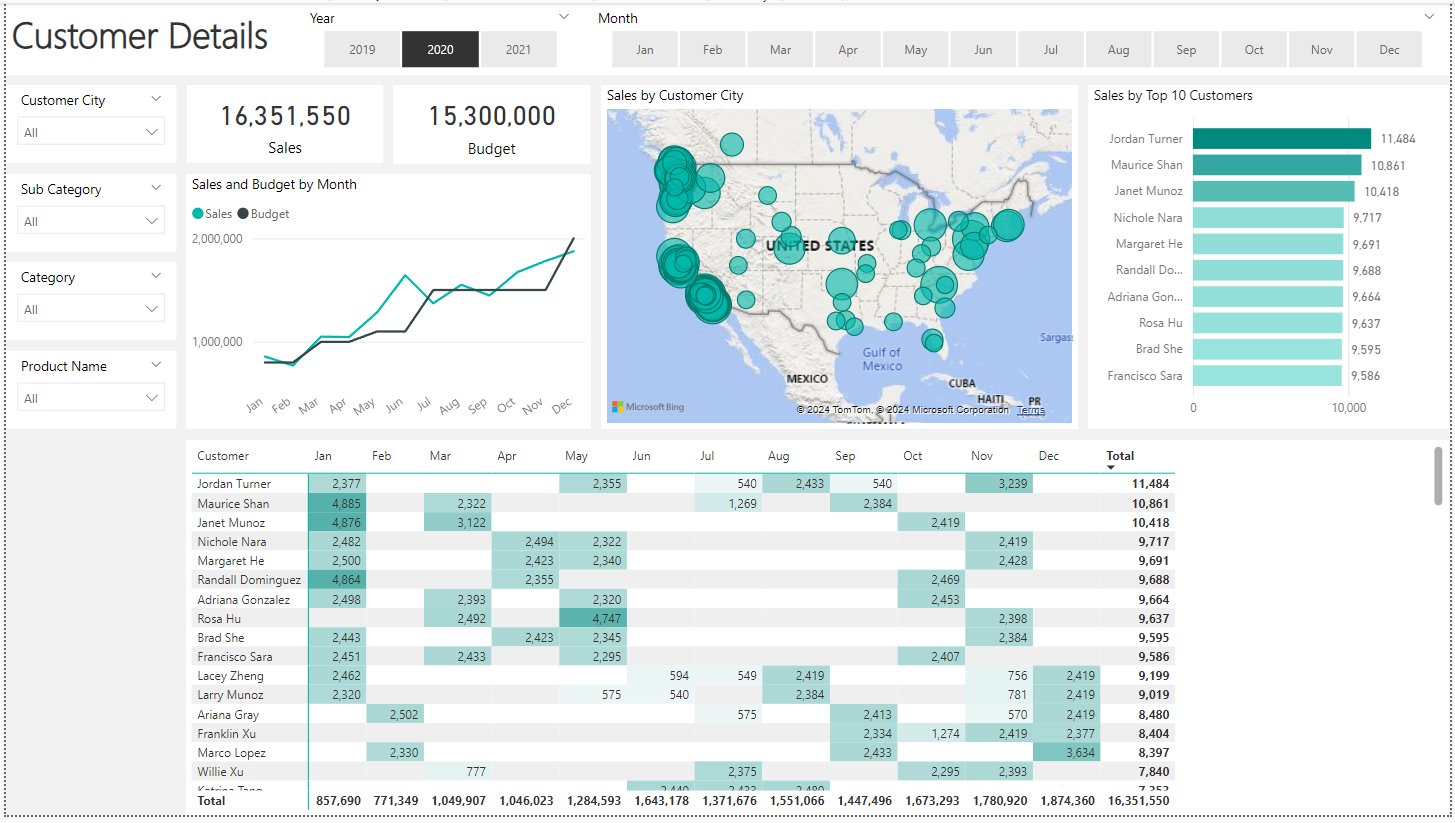 Customer Details
Year
2019 2020 2021
Month
Jan Feb Mar Apr May Jun Jul Aug Sep Oct Nov Dec
Customer City
All
Sub Category
All
Category
All
Product Name
All
16,351,550
Sales
15,300,000
Budget
Sales and Budget by Month
Sales Budget
2,000,000
1,000,000
Jan Feb Mar Apr May Jun Jul Aug Sep Oct Nov Dec
Sales by Customer City
UNITED STATES
Sargass
Gulf of
Mexico
MEXICO
CUBA
HAITI
PR
Microsoft Bing
© 2024 TomTom, © 2024 Microsoft Corporation Terms
Sales by Top 10 Customers
Jordan Turner 11,484
Maurice Shan 10,861
Janet Munoz 10,418
Nichole Nara 9,717
Margaret He 9,691
Randall Do... 9,688
Adriana Gon... 9,664
Rosa Hu 9,637
Brad She 9,595
Francisco Sara 9,586
0 10,000
Customer Jan Feb Mar Apr May Jun Jul Aug Sep Oct Nov Dec Total
Jordan Turner 2,377 2,355 540 2,433 540 3,239 11,484
Maurice Shan 4,885 2,322 1,269 2,384 10,861
Janet Munoz 4,876 3,122 2,419 10,418
Nichole Nara 2,482 2,494 2,322 2,419 9,717
Margaret He 2,500 2,423 2,340 2,428 9,691
Randall Dominguez 4,864 2,355 2,469 9,688
Adriana Gonzalez 2,498 2,393 2,320 2,453 9,664
Rosa Hu 2,492 4,747 2,398 9,637
Brad She 2,443 2,423 2,345 2,384 9,595
Francisco Sara 2,451 2,433 2,295 2,407 9,586
Lacey Zheng 2,462 594 549 2,419 756 2,419 9,199
Larry Munoz 2,320 575 540 2,384 781 2,419 9,019
Ariana Gray 2,502 575 2,413 570 2,419 8,480
Franklin Xu 2,334 1,274 2,419 2,377 8,404
Marco Lopez 2,330 2,433 3,634 8,397
Willie Xu 777 2,375 2,295 2,393 7,840
Total 857,690 771,349 1,049,907 1,046,023 1,284,593 1,643,178 1,371,676 1,551,066 1,447,496 1,673,293 1,780,920 1,874,360 16,351,550